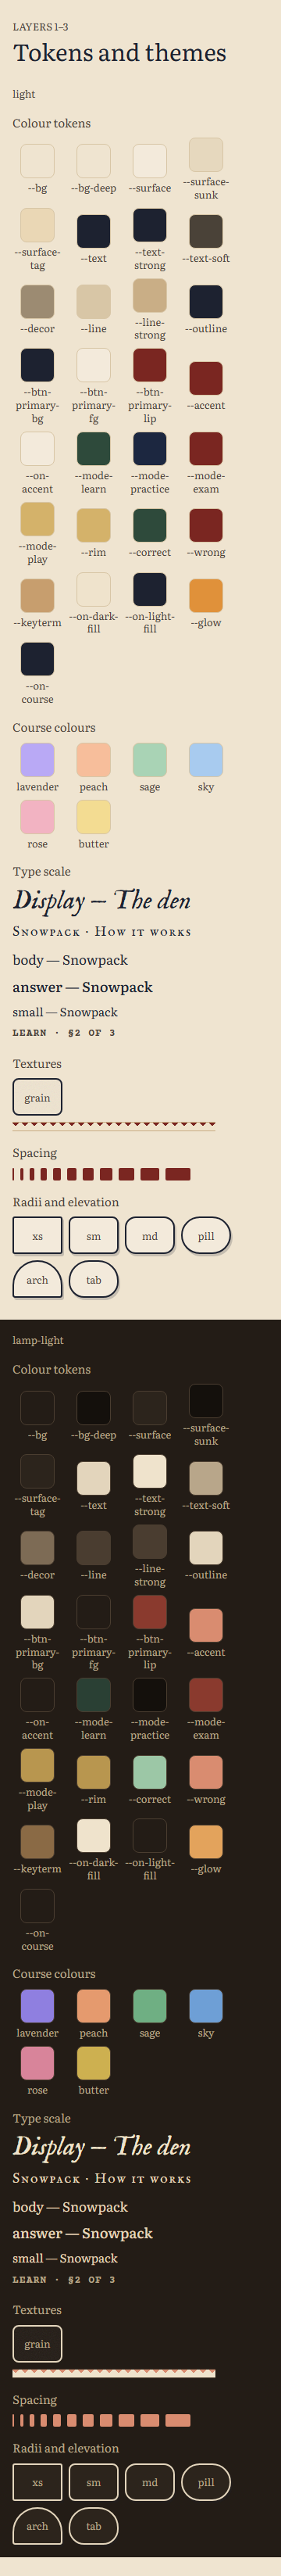 LAYERS 1–3
Tokens and themes
light
Colour tokens
--bg --bg-deep --surface --surface-
sunk
--surface-
tag --text --text-
strong --text-soft
--decor --line --line-
strong --outline
--btn-
primary-
bg --btn-
primary-
fg --btn-
primary-
lip --accent
--on-
accent --mode-
learn --mode-
practice --mode-
exam
--mode-
play --rim --correct --wrong
--keyterm --on-dark-
fill --on-light-
fill --glow
--on-
course
Course colours
lavender peach sage sky
rose butter
Type scale
Display — The den
Snowpack · How it works
body — Snowpack
answer — Snowpack
small — Snowpack
LEARN · §2 OF 3
Textures
grain
Spacing
Radii and elevation
xs sm md pill
arch tab
lamp-light
Colour tokens
--bg --bg-deep --surface --surface-
sunk
--surface-
tag --text --text-
strong --text-soft
--decor --line --line-
strong --outline
--btn-
primary-
bg --btn-
primary-
fg --btn-
primary-
lip --accent
--on-
accent --mode-
learn --mode-
practice --mode-
exam
--mode-
play --rim --correct --wrong
--keyterm --on-dark-
fill --on-light-
fill --glow
--on-
course
Course colours
lavender peach sage sky
rose butter
Type scale
Display — The den
Snowpack · How it works
body — Snowpack
answer — Snowpack
small — Snowpack
LEARN · §2 OF 3
Textures
grain
Spacing
Radii and elevation
xs sm md pill
arch tab